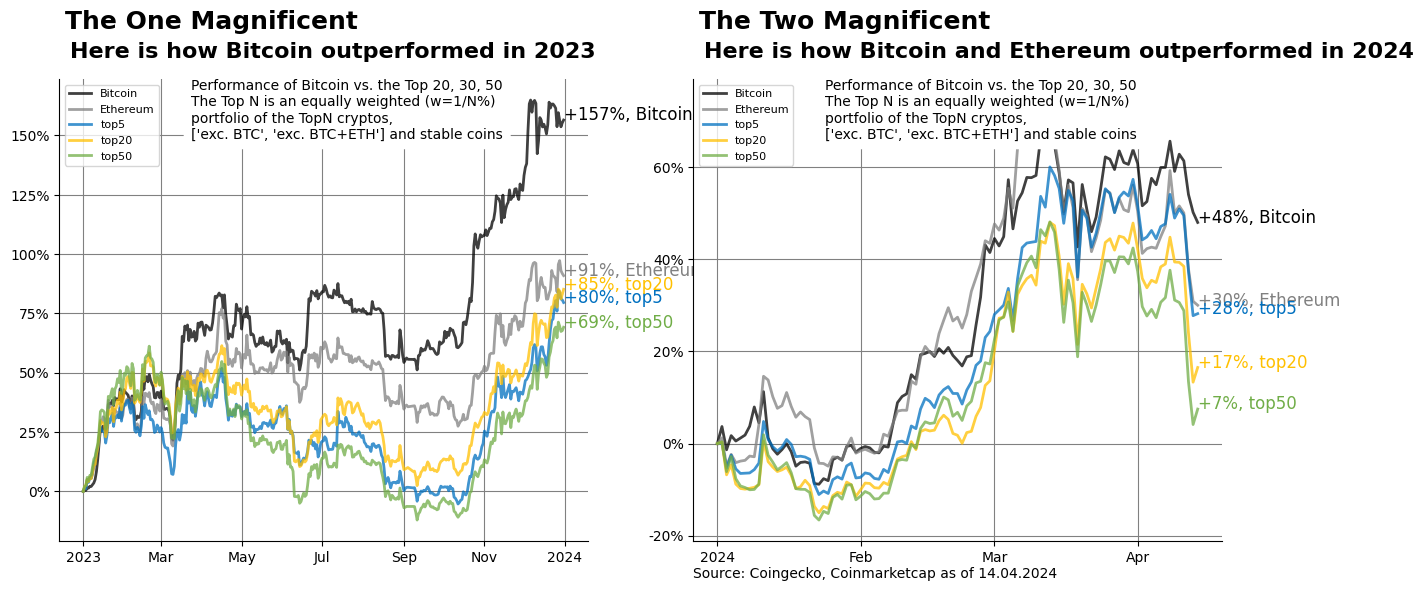 The One Magnificent
Here is how Bitcoin outperformed in 2023
Performance of Bitcoin vs. the Top 20, 30, 50
The Top N is an equally weighted (w=1/N%)
portfolio of the TopN cryptos,
['exc. BTC', 'exc. BTC+ETH'] and stable coins
Bitcoin
Ethereum
top5
top20
top50
150%
125%
100%
75%
50%
25%
0%
+157%, Bitcoin
+91%, Ethereum
+85%, top20
+80%, top5
+69%, top50
2023
Mar
May
Jul
Sep
Nov
2024
The Two Magnificent
Here is how Bitcoin and Ethereum outperformed in 2024
Performance of Bitcoin vs. the Top 20, 30, 50
The Top N is an equally weighted (w=1/N%)
portfolio of the TopN cryptos,
['exc. BTC', 'exc. BTC+ETH'] and stable coins
Bitcoin
Ethereum
top5
top20
top50
60%
40%
20%
0%
-20%
+48%, Bitcoin
+30%, Ethereum
+28%, top5
+17%, top20
+7%, top50
2024
Feb
Mar
Apr
Source: Coingecko, Coinmarketcap as of 14.04.2024